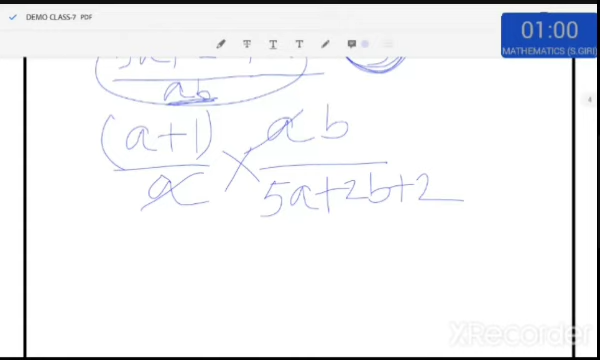 DEMO CLASS-7 PDF
01:00
MATHEMATICS (S.GIRI)
ab
(a+1) ab
a × 5a+2b+2
XRecorder